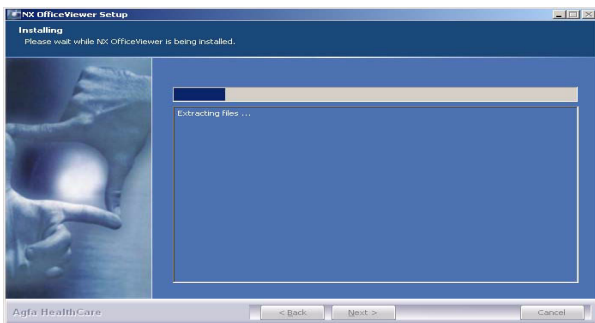 NX OfficeViewer Setup
Installing
Please wait while NX OfficeViewer is being installed.
Extracting files ...
Agfa HealthCare
< Back
Next >
Cancel